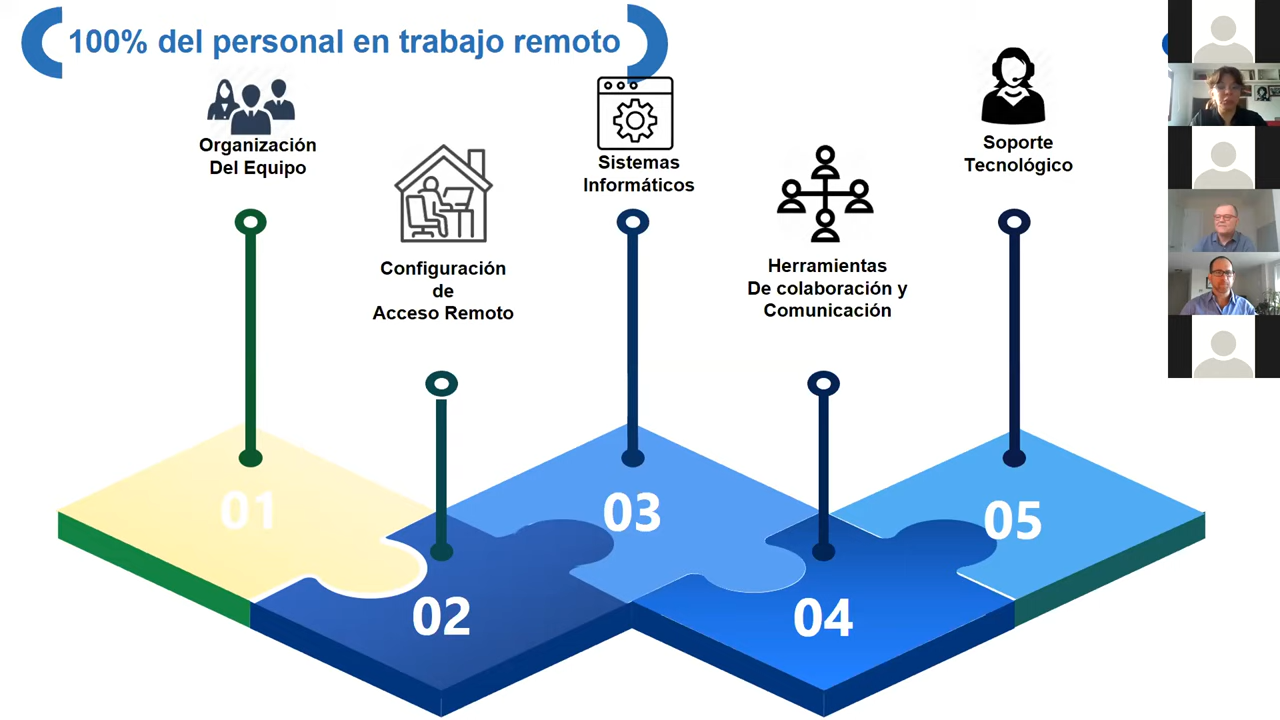 100% del personal en trabajo remoto
Organización
Del Equipo
Configuración
de
Acceso Remoto
Sistemas
Informáticos
Herramientas
De colaboración y
Comunicación
Soporte
Tecnológico
01
02
03
04
05